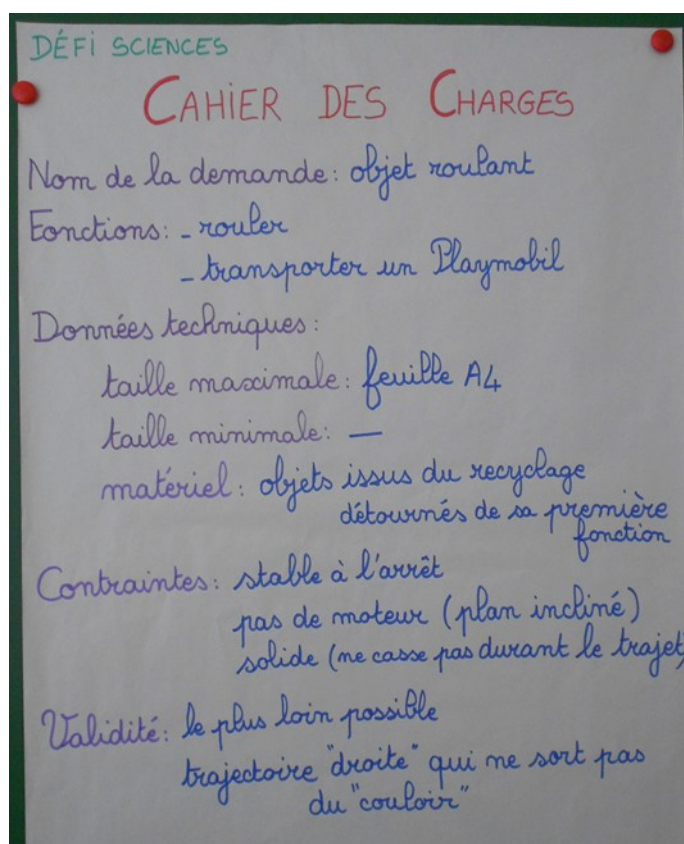 DÉFI SCIENCES
CAHIER DES CHARGES
Nom de la demande: objet roulant
Fonctions: - rouler
- transporter un Playmobil
Données techniques:
taille maximale: feuille A4
taille minimale: —
matériel: objets issus du recyclage
détournés de sa première
fonction
Contraintes: stable à l'arrêt
pas de moteur (plan incliné)
solide (ne casse pas durant le trajet)
Validité: le plus loin possible
trajectoire "droite" qui ne sort pas
du "couloir"